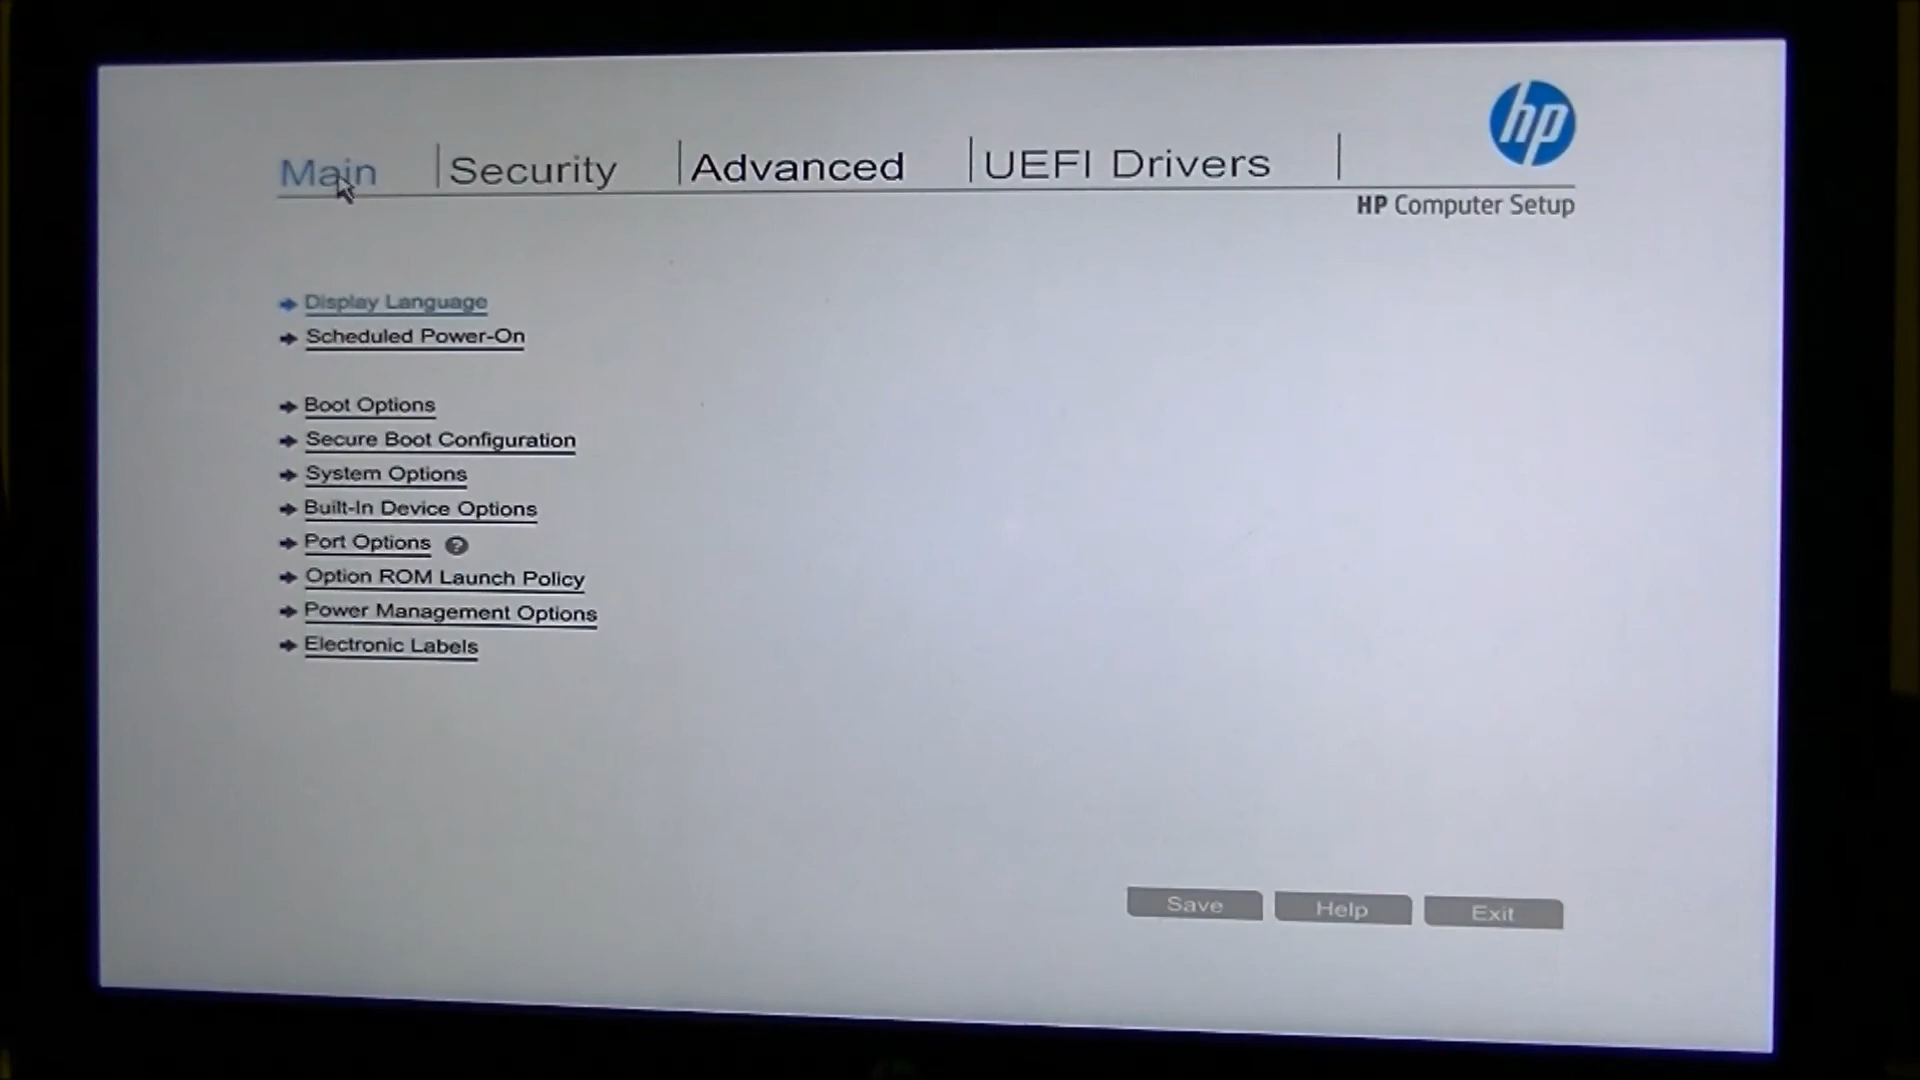 hp
Main Security Advanced UEFI Drivers
HP Computer Setup
Display Language
Scheduled Power-On
Boot Options
Secure Boot Configuration
System Options
Built-In Device Options
Port Options ?
Option ROM Launch Policy
Power Management Options
Electronic Labels
Save Help Exit